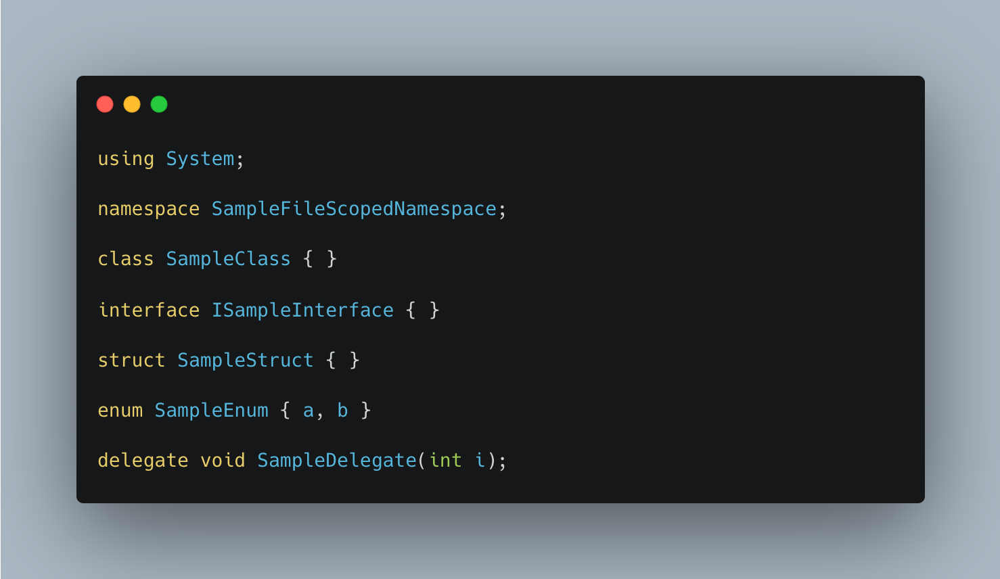 using System;
namespace SampleFileScopedNamespace;
class SampleClass { }
interface ISampleInterface { }
struct SampleStruct { }
enum SampleEnum { a, b }
delegate void SampleDelegate(int i);